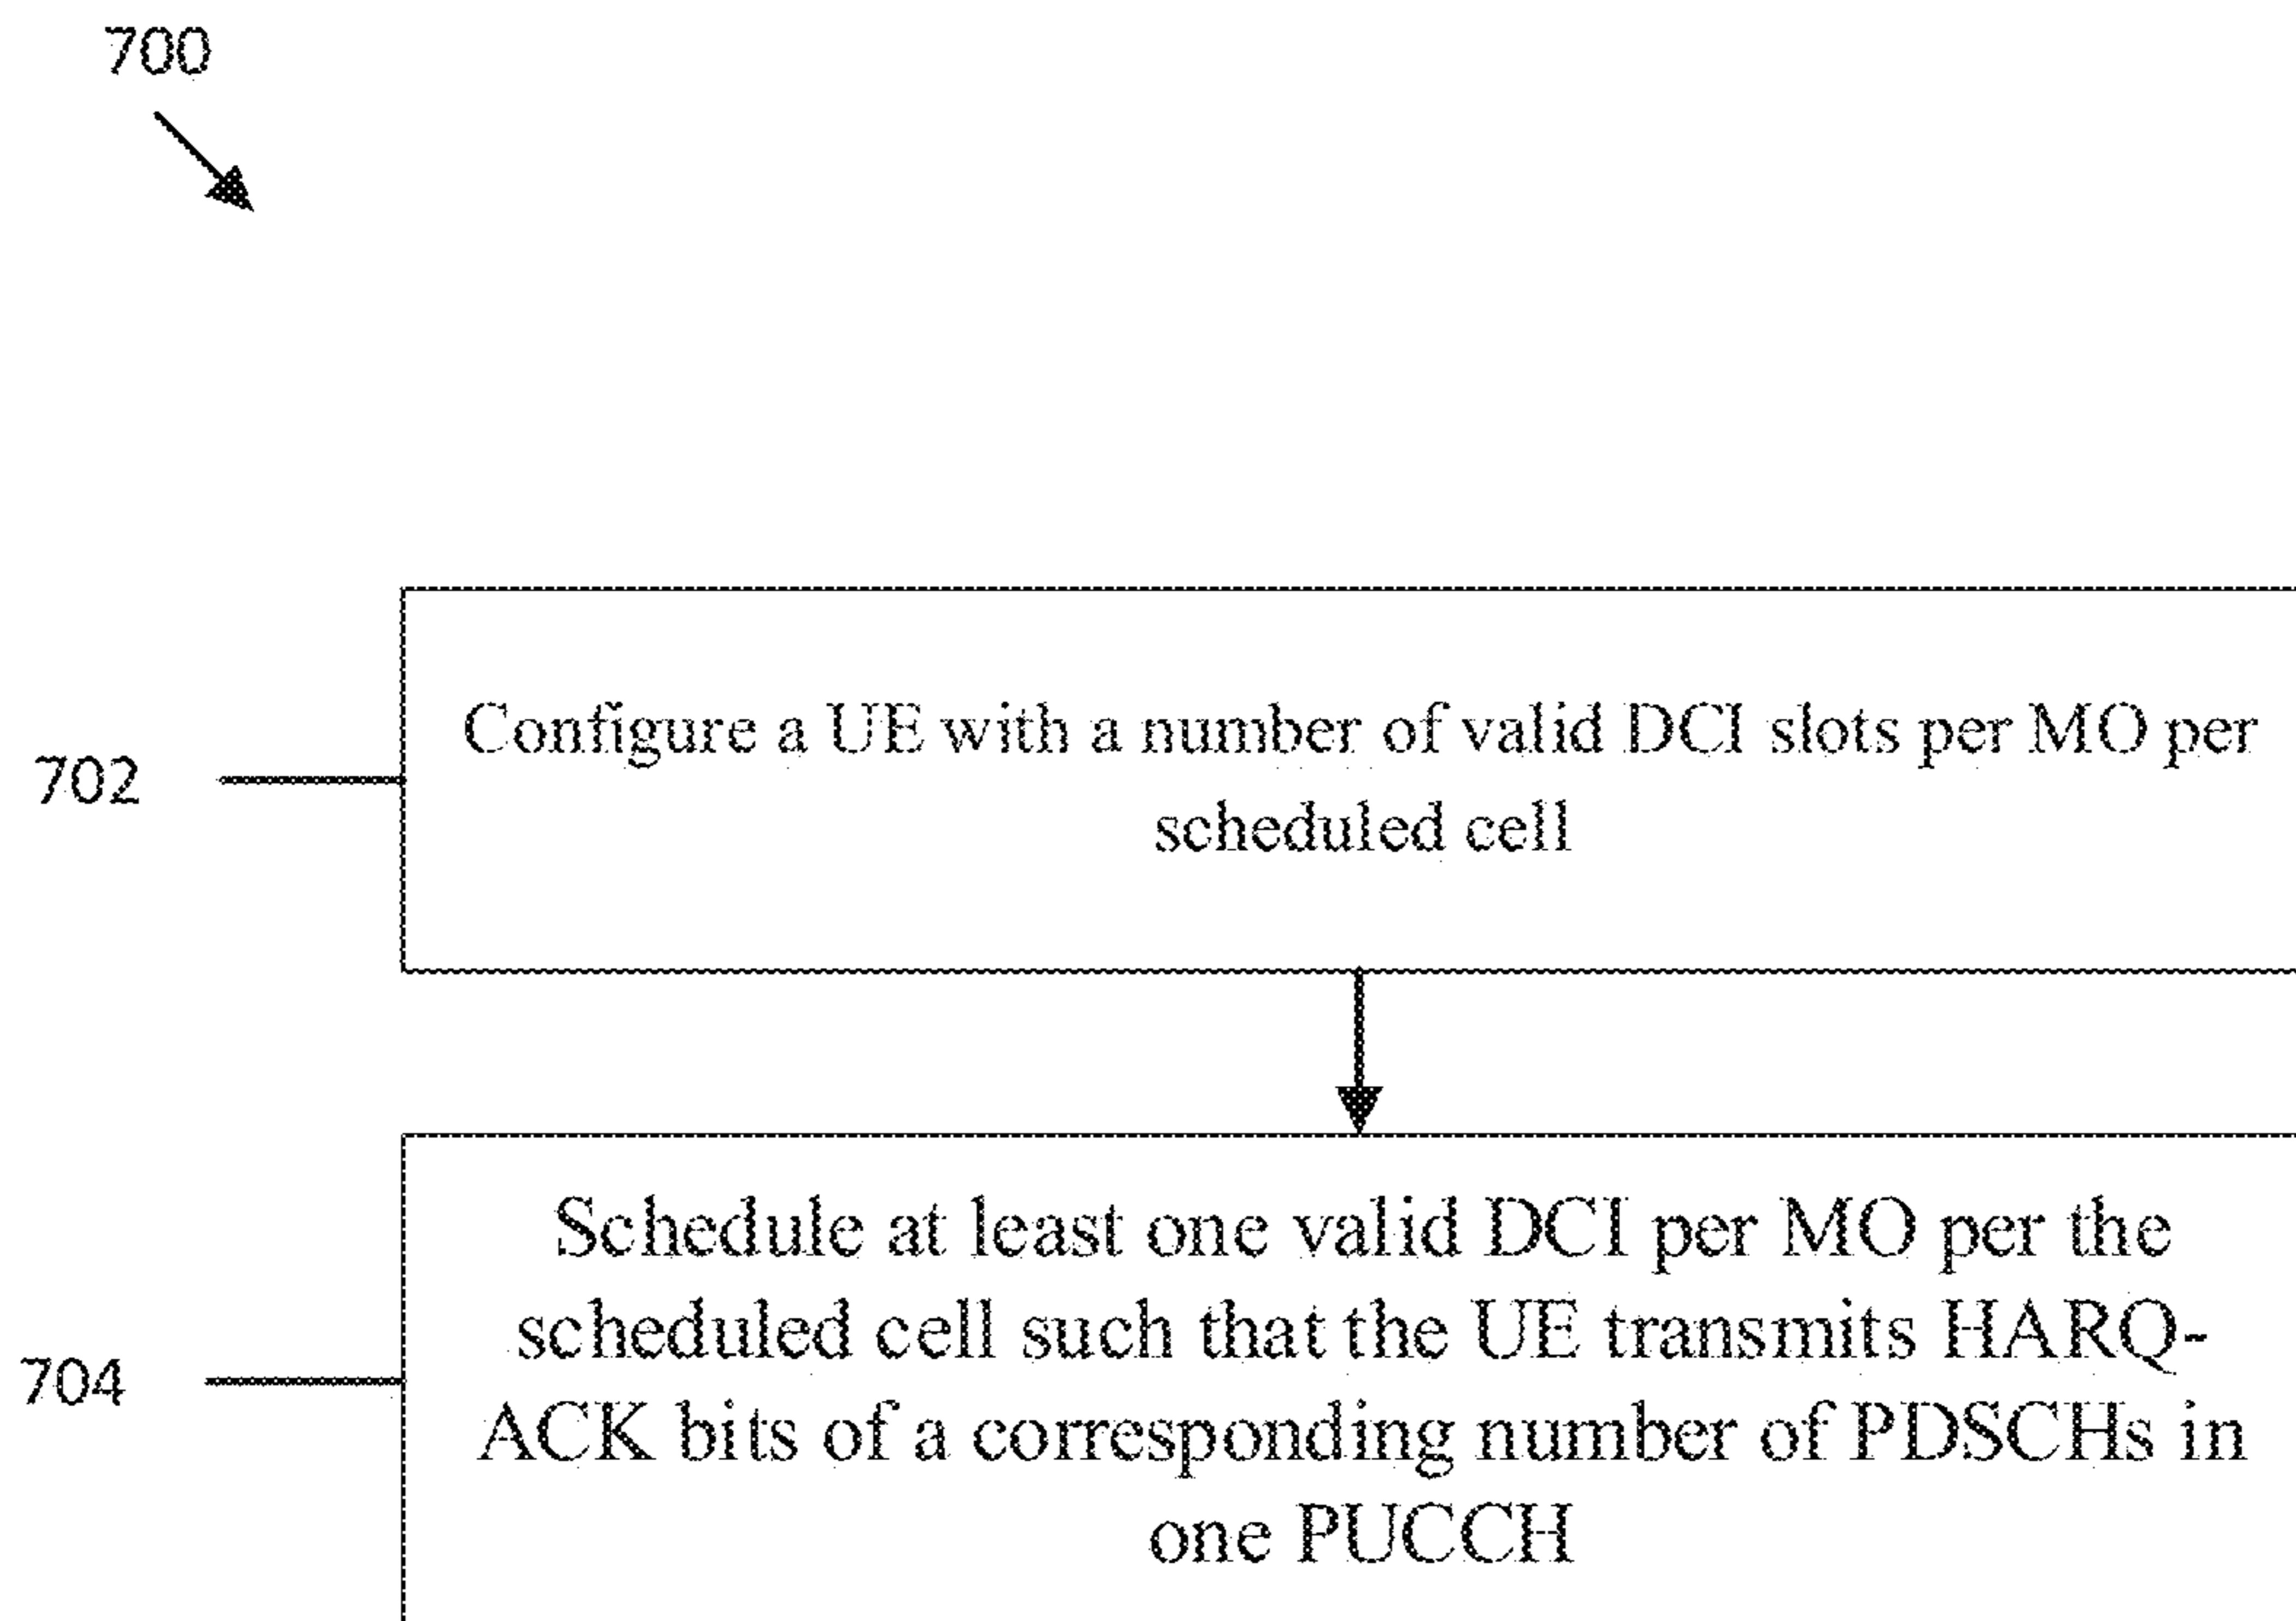 700
702
Configure a UE with a number of valid DCI slots per MO per
scheduled cell
704
Schedule at least one valid DCI per MO per the
scheduled cell such that the UE transmits HARQ-
ACK bits of a corresponding number of PDSCHs in
one PUCCH